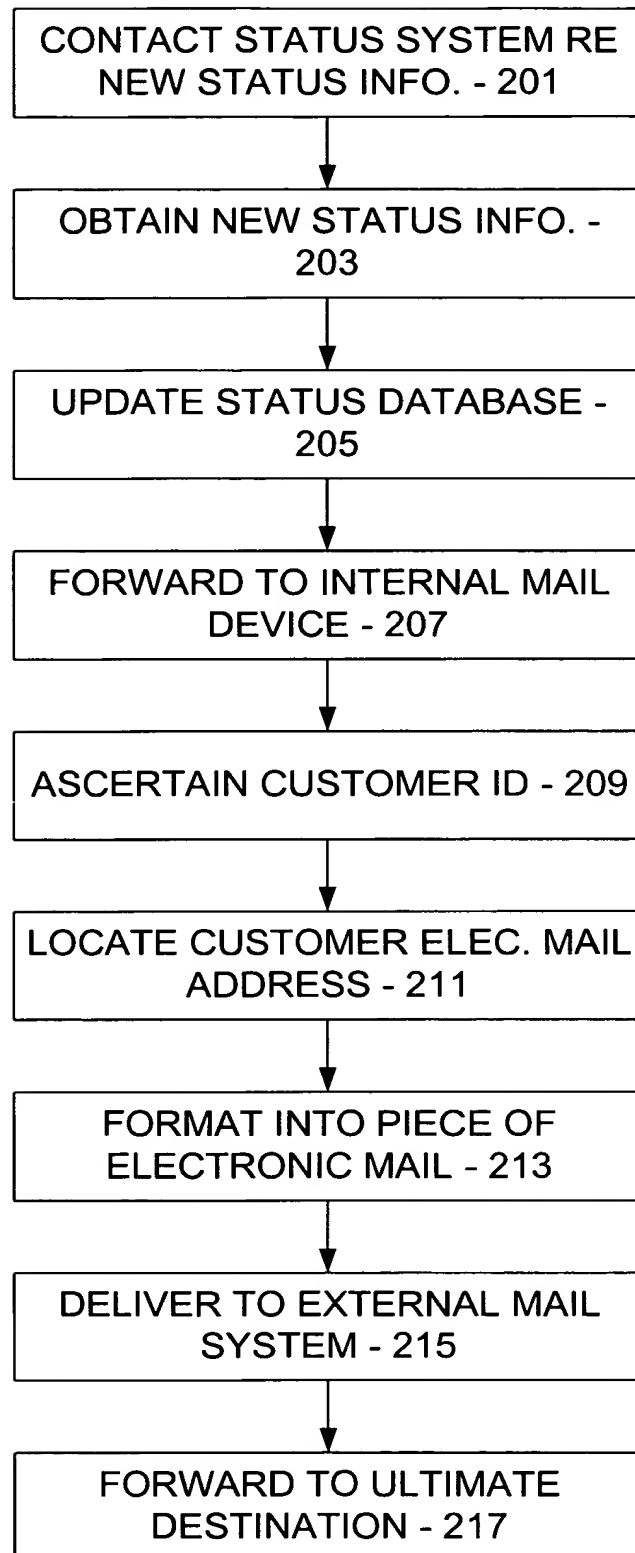 CONTACT STATUS SYSTEM RE
NEW STATUS INFO. - 201
OBTAIN NEW STATUS INFO. -
203
UPDATE STATUS DATABASE -
205
FORWARD TO INTERNAL MAIL
DEVICE - 207
ASCERTAIN CUSTOMER ID - 209
LOCATE CUSTOMER ELEC. MAIL
ADDRESS - 211
FORMAT INTO PIECE OF
ELECTRONIC MAIL - 213
DELIVER TO EXTERNAL MAIL
SYSTEM - 215
FORWARD TO ULTIMATE
DESTINATION - 217